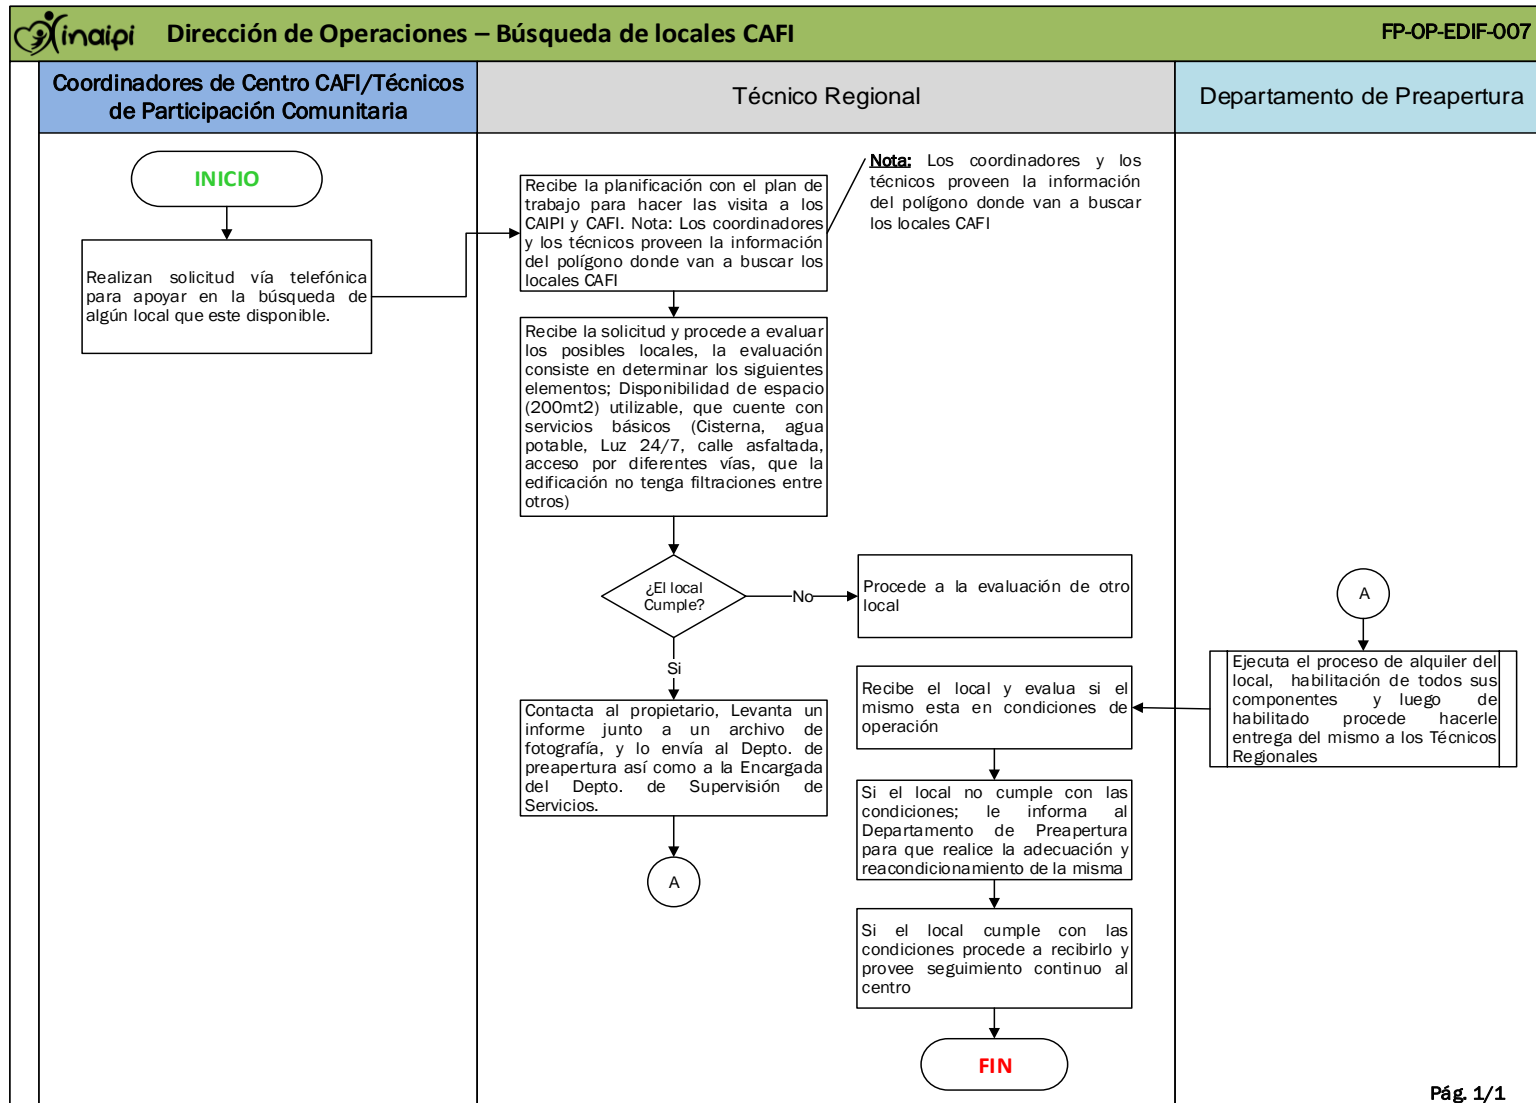 inaipi
Dirección de Operaciones – Búsqueda de locales CAFI
FP-OP-EDIF-007
Coordinadores de Centro CAFI/Técnicos
de Participación Comunitaria
Técnico Regional
Departamento de Preapertura
INICIO
Realizan solicitud vía telefónica
para apoyar en la búsqueda de
algún local que este disponible.
Recibe la planificación con el plan de
trabajo para hacer las visita a los
CAIPI y CAFI. Nota: Los coordinadores
y los técnicos proveen la información
del polígono donde van a buscar los
locales CAFI
Nota: Los coordinadores y los
técnicos proveen la información
del polígono donde van a buscar
los locales CAFI
Recibe la solicitud y procede a evaluar
los posibles locales, la evaluación
consiste en determinar los siguientes
elementos; Disponibilidad de espacio
(200mt2) utilizable, que cuente con
servicios básicos (Cisterna, agua
potable, Luz 24/7, calle asfaltada,
acceso por diferentes vías, que la
edificación no tenga filtraciones entre
otros)
¿El local
Cumple?
No
Procede a la evaluación de otro
local
Si
Contacta al propietario, Levanta un
informe junto a un archivo de
fotografía, y lo envía al Depto. de
preapertura así como a la Encargada
del Depto. de Supervisión de
Servicios.
A
A
Ejecuta el proceso de alquiler del
local, habilitación de todos sus
componentes y luego de
habilitado procede hacerle
entrega del mismo a los Técnicos
Regionales
Recibe el local y evalua si el
mismo esta en condiciones de
operación
Si el local no cumple con las
condiciones; le informa al
Departamento de Preapertura
para que realice la adecuación y
reacondicionamiento de la misma
Si el local cumple con las
condiciones procede a recibirlo y
provee seguimiento continuo al
centro
FIN
Pág. 1/1